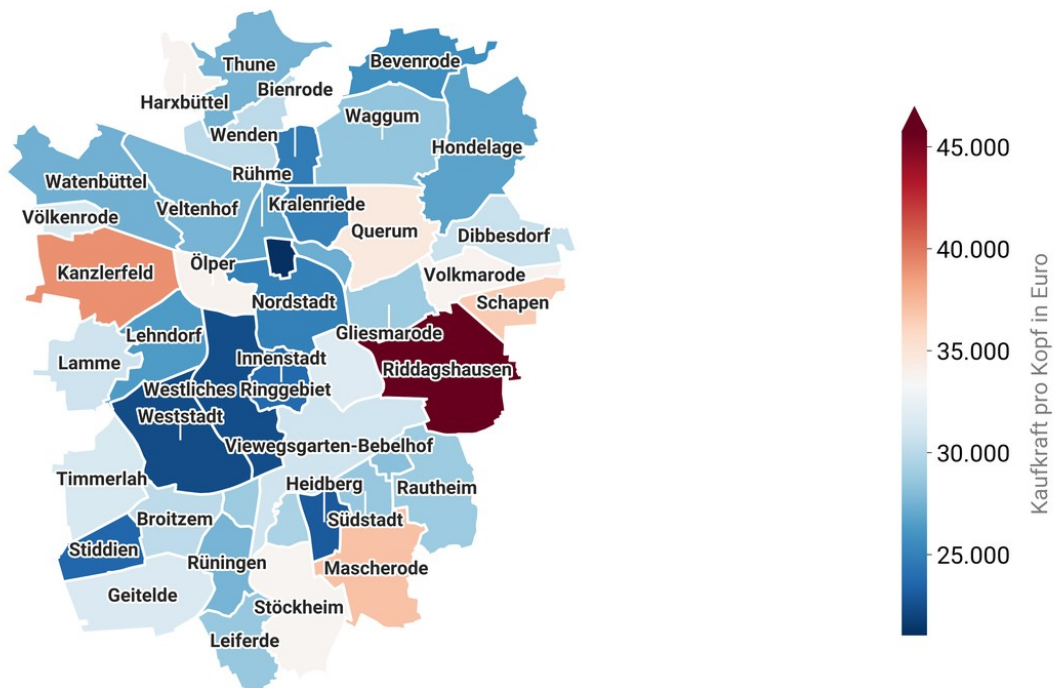 Thune
Bevenrode
Bienrode
Harxbüttel
Waggum
Wenden
Hondelage
Rühme
Watenbüttel
Kralenriede
Veltenhof
Völkenrode
Querum
Dibbesdorf
Ölper
Kanzlerfeld
Volkmarode
Nordstadt
Schapen
Lehndorf
Gliesmarode
Innenstadt
Lamme
Riddagshausen
Westliches Ringgebiet
Weststadt
Viewegsgarten-Bebelhof
Timmerlah
Heidberg
Rautheim
Broitzem
Südstadt
Stiddien
Rüningen
Mascherode
Geitelde
Stöckheim
Leiferde
45.000
40.000
35.000
30.000
25.000
Kaufkraft pro Kopf in Euro